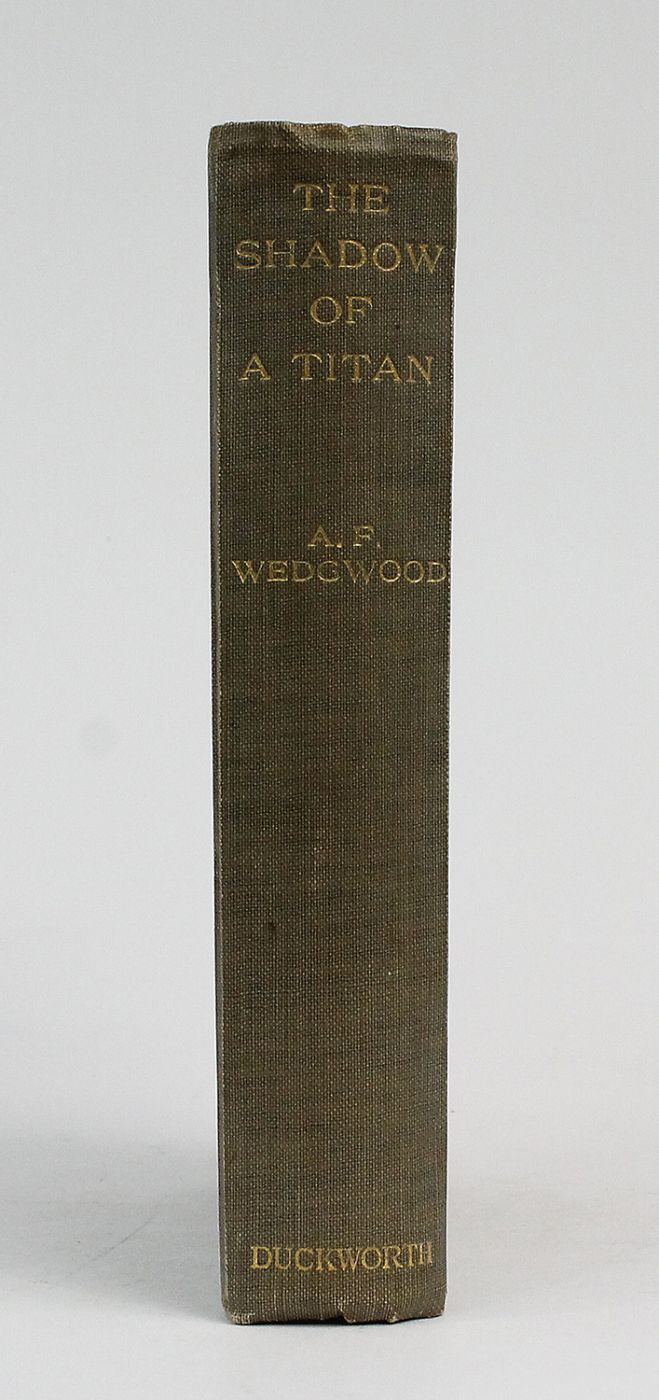 THE
SHADOW
OF
A TITAN
A. F.
WEDGWOOD
DUCKWORTH